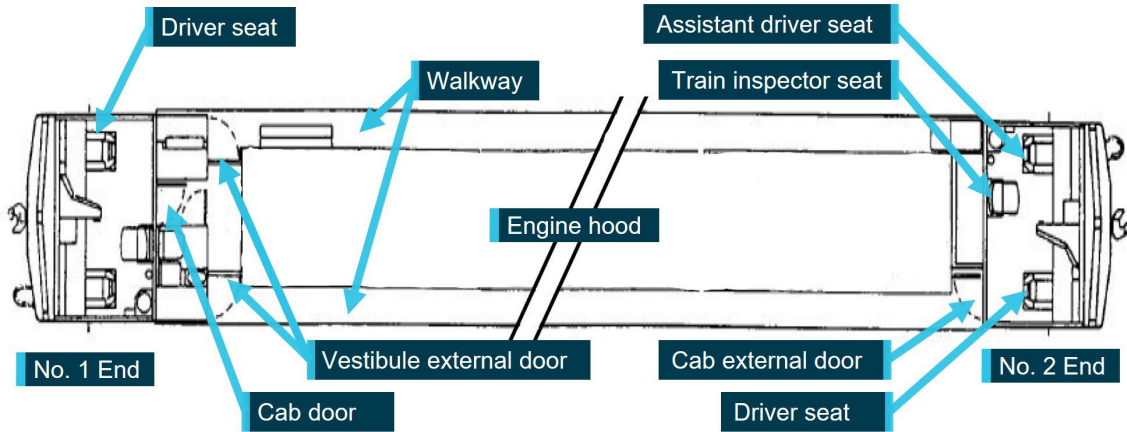 Driver seat
Assistant driver seat
Walkway
Train inspector seat
Engine hood
No. 1 End
Vestibule external door
Cab external door
No. 2 End
Cab door
Driver seat